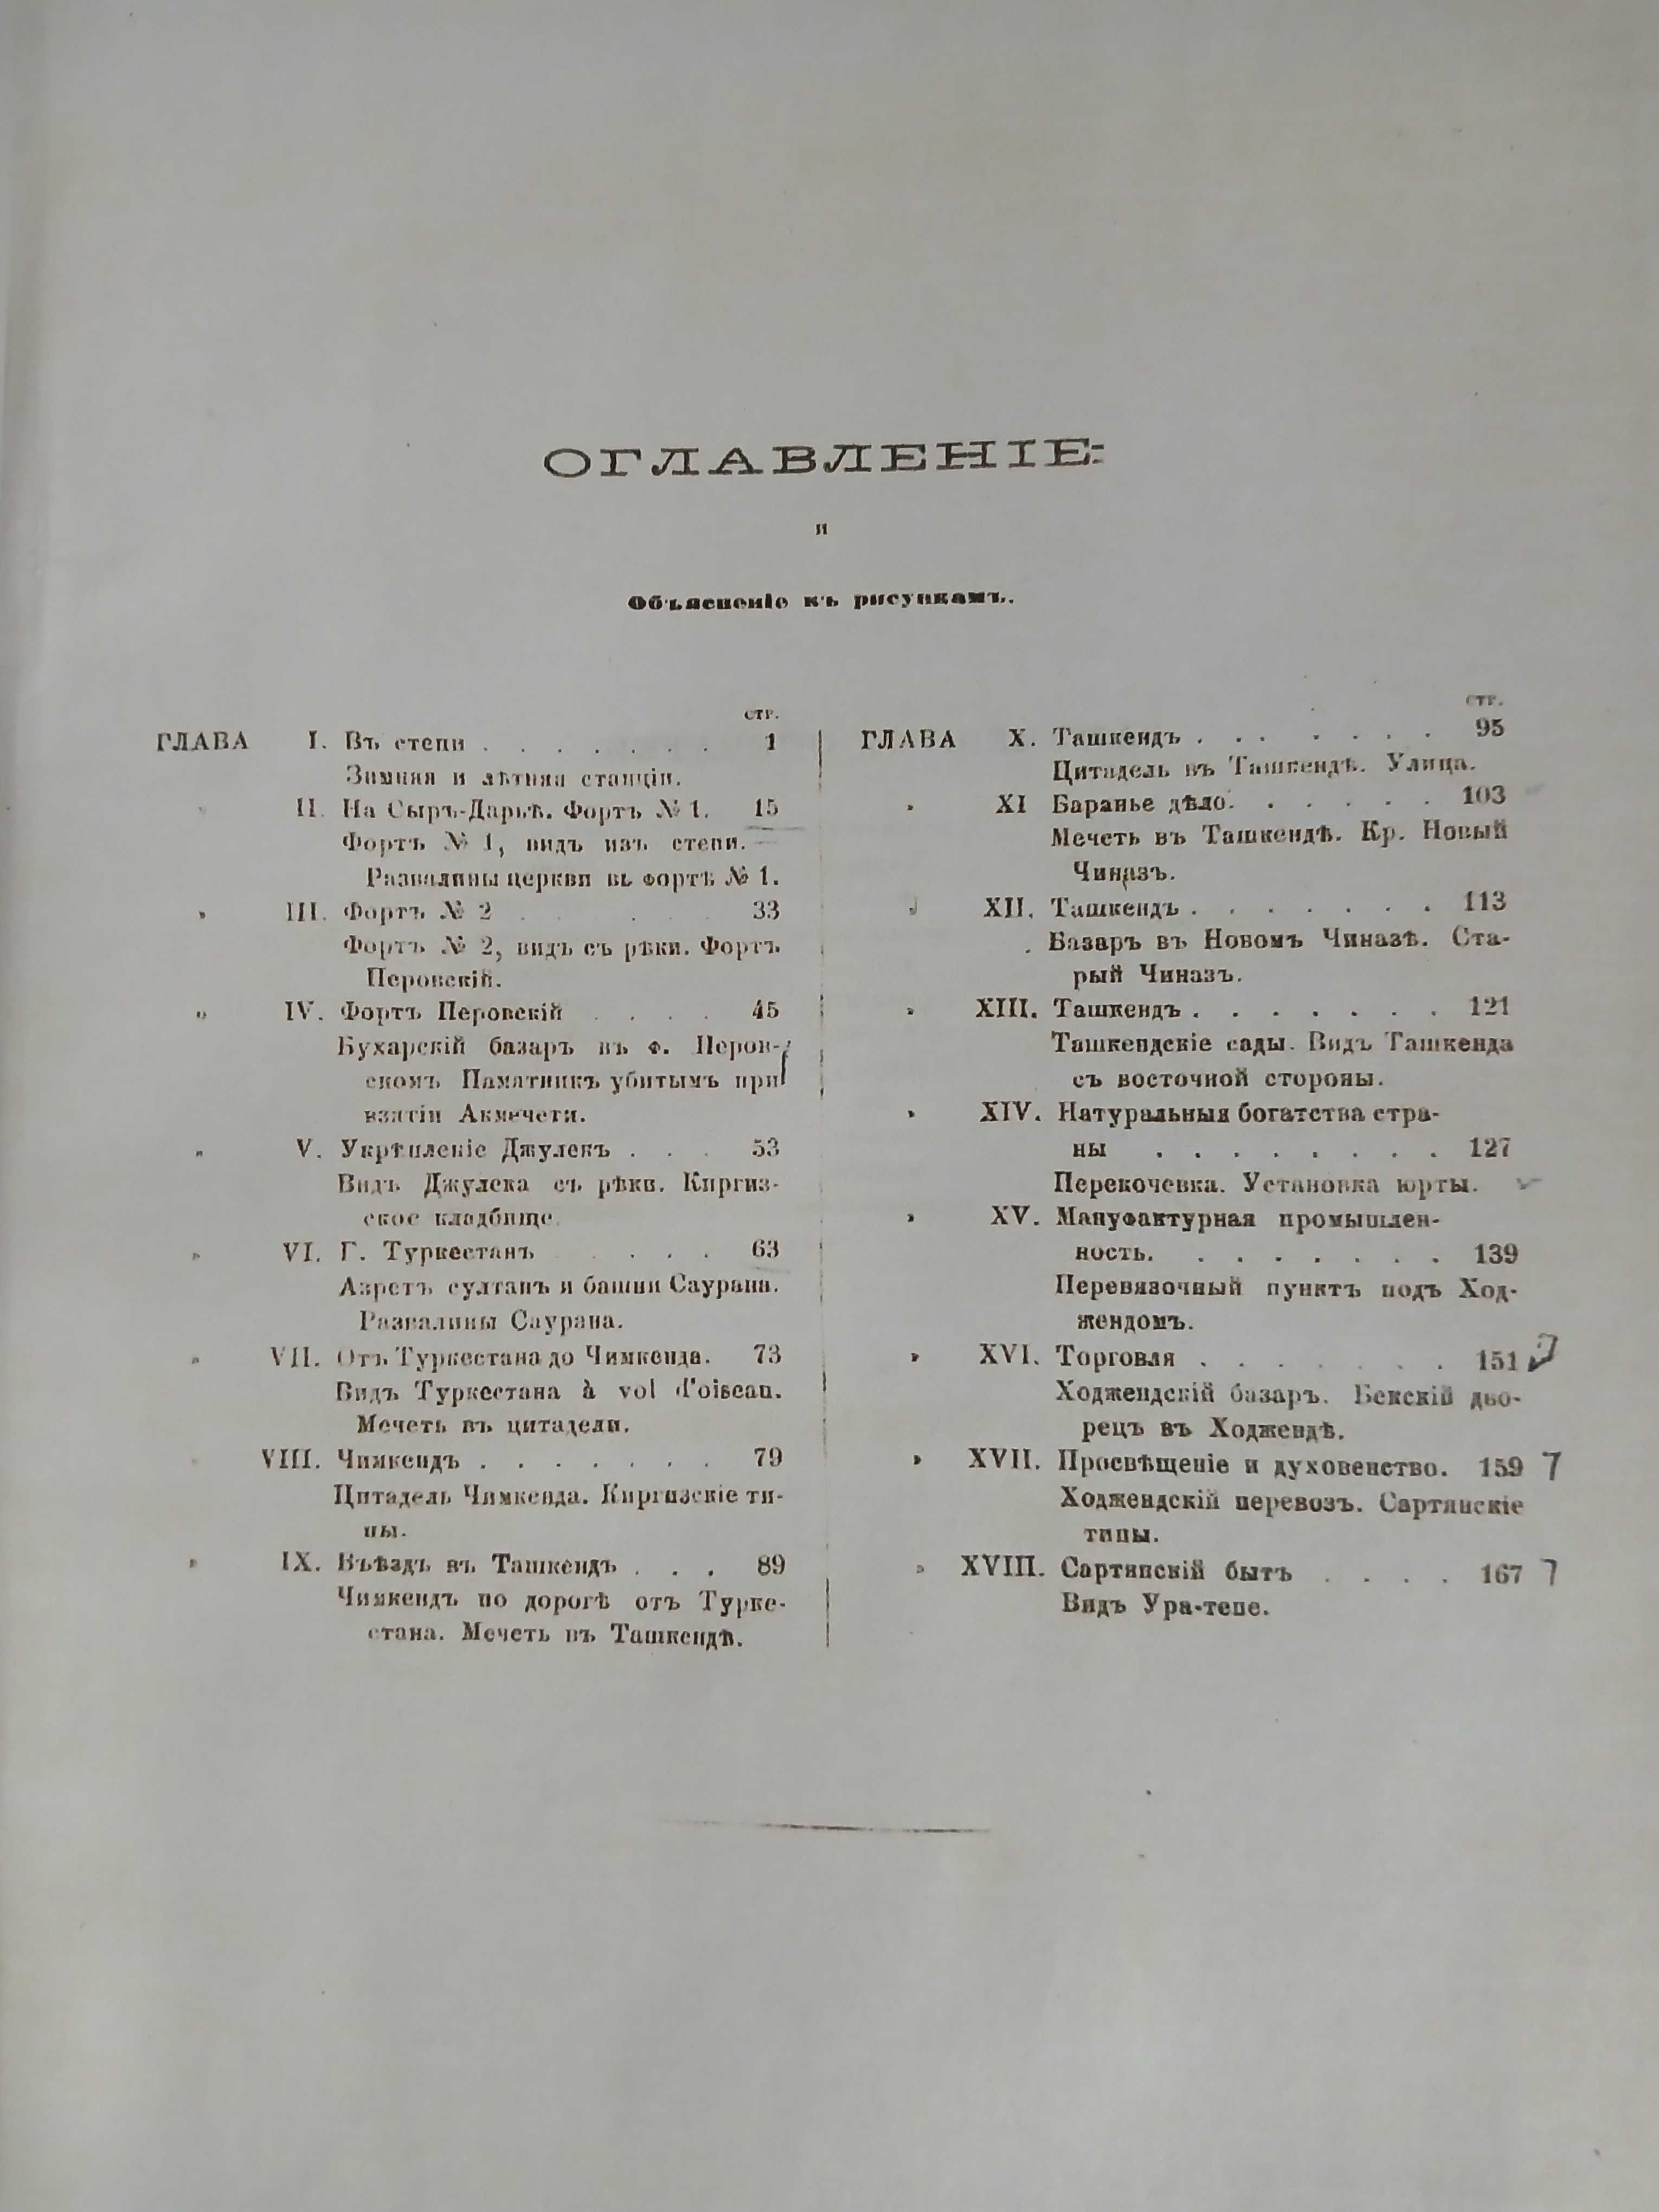 ОГЛАВЛЕНІЕ
и
Объясненіе къ рисункамъ.
стр.
ГЛАВА I. Въ степи . . . . . . . 1
Зимняя и лѣтняя станціи.
" II. На Сыръ-Дарьѣ. Фортъ № 1. 15
Фортъ № 1, видъ изъ степи.
Развалины церкви въ фортѣ № 1.
" III. Фортъ № 2 . . . . 33
Фортъ № 2, видъ съ рѣки. Фортъ
Перовскій.
" IV. Фортъ Перовскій . . . . 45
Бухарскій базаръ въ ф. Перов-
скомъ Памятникъ убитымъ при
взятіи Акмечети.
" V. Укрѣпленіе Джулекъ . . . 53
Видъ Джулека съ рѣки. Киргиз-
ское кладбище
" VI. Г. Туркестанъ . . . . 63
Азретъ султанъ и башни Саурана.
Развалины Саурана.
" VII. Отъ Туркестана до Чимкенда. 73
Видъ Туркестана à vol d'oiseau.
Мечеть въ цитадели.
" VIII. Чимкендъ . . . . . . . 79
Цитадель Чимкенда. Киргизскіе ти-
пы.
" IX. Въѣздъ въ Ташкендъ . . . 89
Чимкендъ по дорогѣ отъ Турке-
стана. Мечеть въ Ташкендѣ.
стр.
ГЛАВА X. Ташкендъ . . . . . . . 95
Цитадель въ Ташкендѣ. Улица.
" XI Баранье дѣло. . . . . . 103
Мечеть въ Ташкендѣ. Кр. Новый
Чиназъ.
" XII. Ташкендъ . . . . . . . 113
Базаръ въ Новомъ Чиназѣ. Ста-
рый Чиназъ.
" XIII. Ташкендъ . . . . . . . 121
Ташкендскіе сады. Видъ Ташкенда
съ восточной стороны.
" XIV. Натуральныя богатства стра-
ны . . . . . . . . 127
Перекочевка. Установка юрты.
" XV. Мануфактурная промышлен-
ность. . . . . . . . 139
Перевязочный пунктъ подъ Ход-
жендомъ.
" XVI. Торговля . . . . . . . 151
Ходжендскій базаръ. Бекскій дво-
рецъ въ Ходжендѣ.
" XVII. Просвѣщеніе и духовенство. 159 7
Ходжендскій перевозъ. Сартянскіе
типы.
" XVIII. Сартянскій бытъ . . . . 167 7
Видъ Ура-тепе.